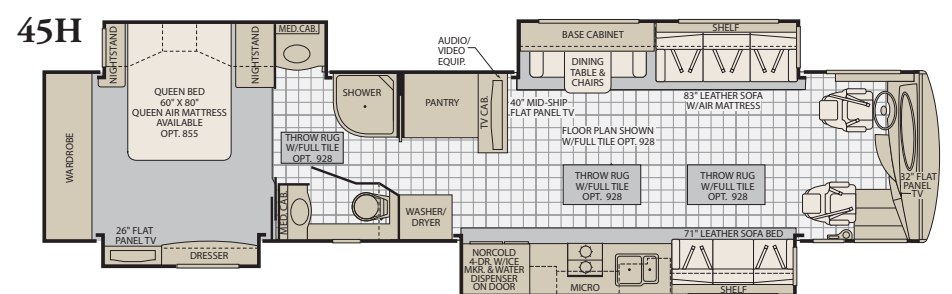 45H
NIGHTSTAND
NIGHTSTAND
MED.CAB.
QUEEN BED
60" X 80"
QUEEN AIR MATTRESS
AVAILABLE
OPT. 855
WARDROBE
26" FLAT
PANEL TV
DRESSER
THROW RUG
W/FULL TILE
OPT. 928
MED.CAB.
SHOWER
PANTRY
WASHER/
DRYER
AUDIO/
VIDEO
EQUIP.
TV CAB.
40" MID-SHIP
FLAT PANEL TV
BASE CABINET
DINING
TABLE &
CHAIRS
SHELF
83" LEATHER SOFA
W/AIR MATTRESS
FLOOR PLAN SHOWN
W/FULL TILE OPT. 928
THROW RUG
W/FULL TILE
OPT. 928
THROW RUG
W/FULL TILE
OPT. 928
32" FLAT
PANEL
TV
NORCOLD
4-DR. W/ICE
MKR. & WATER
DISPENSER
ON DOOR
MICRO
71" LEATHER SOFA BED
SHELF